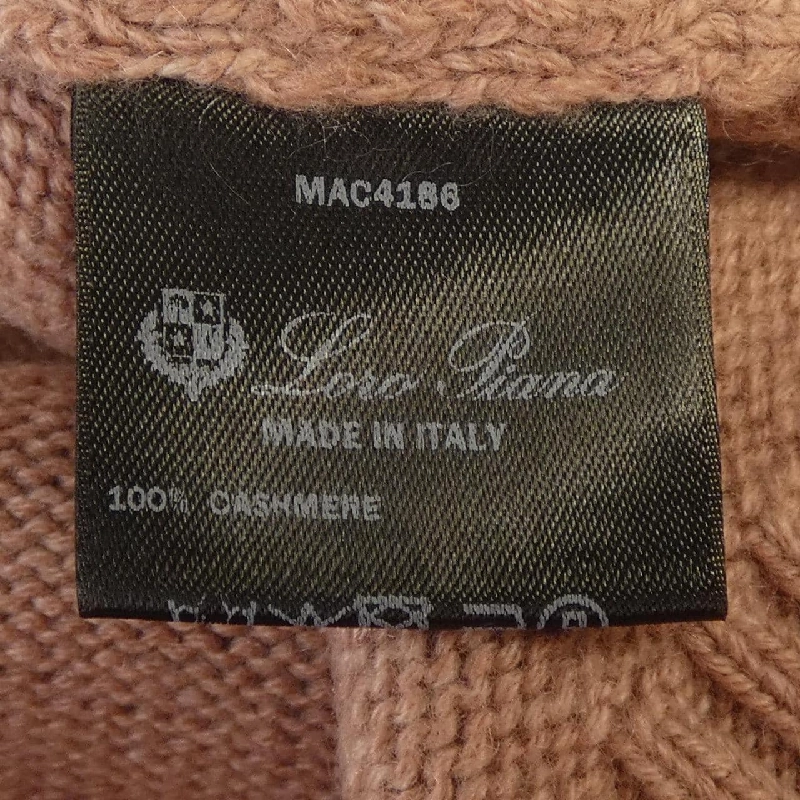 MAC4186
Loro Piana
MADE IN ITALY
100% CASHMERE